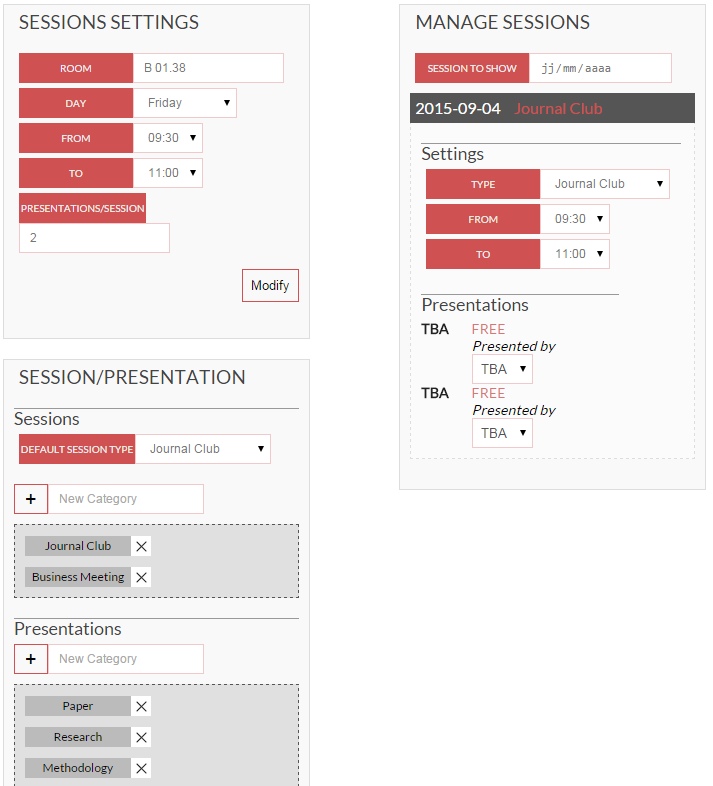 SESSIONS SETTINGS
ROOM B 01.38
DAY Friday
FROM 09:30
TO 11:00
PRESENTATIONS/SESSION
2
Modify
SESSION/PRESENTATION
Sessions
DEFAULT SESSION TYPE Journal Club
+ New Category
Journal Club
Business Meeting
Presentations
+ New Category
Paper
Research
Methodology
MANAGE SESSIONS
SESSION TO SHOW jj/mm/aaaa
2015-09-04 Journal Club
Settings
TYPE Journal Club
FROM 09:30
TO 11:00
Presentations
TBA FREE
Presented by
TBA
TBA FREE
Presented by
TBA